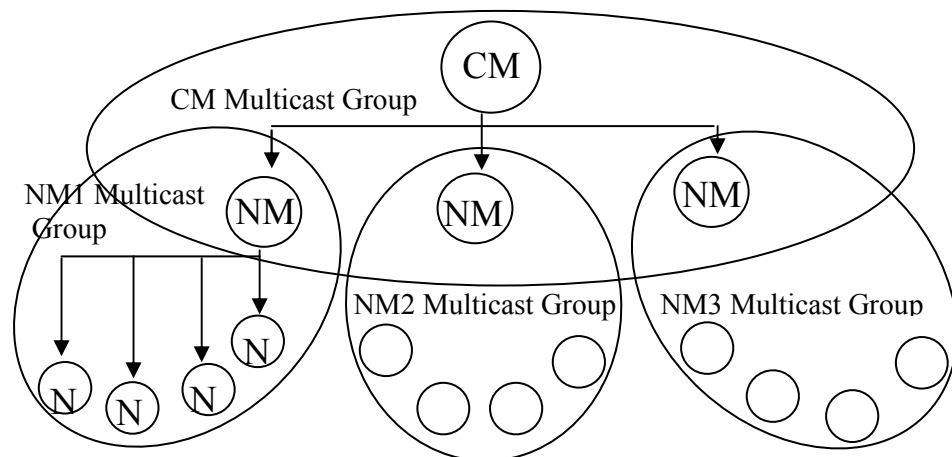 CM
CM Multicast Group
NM1 Multicast
Group
NM
NM
NM
NM2 Multicast Group
NM3 Multicast Group
N
N
N
N